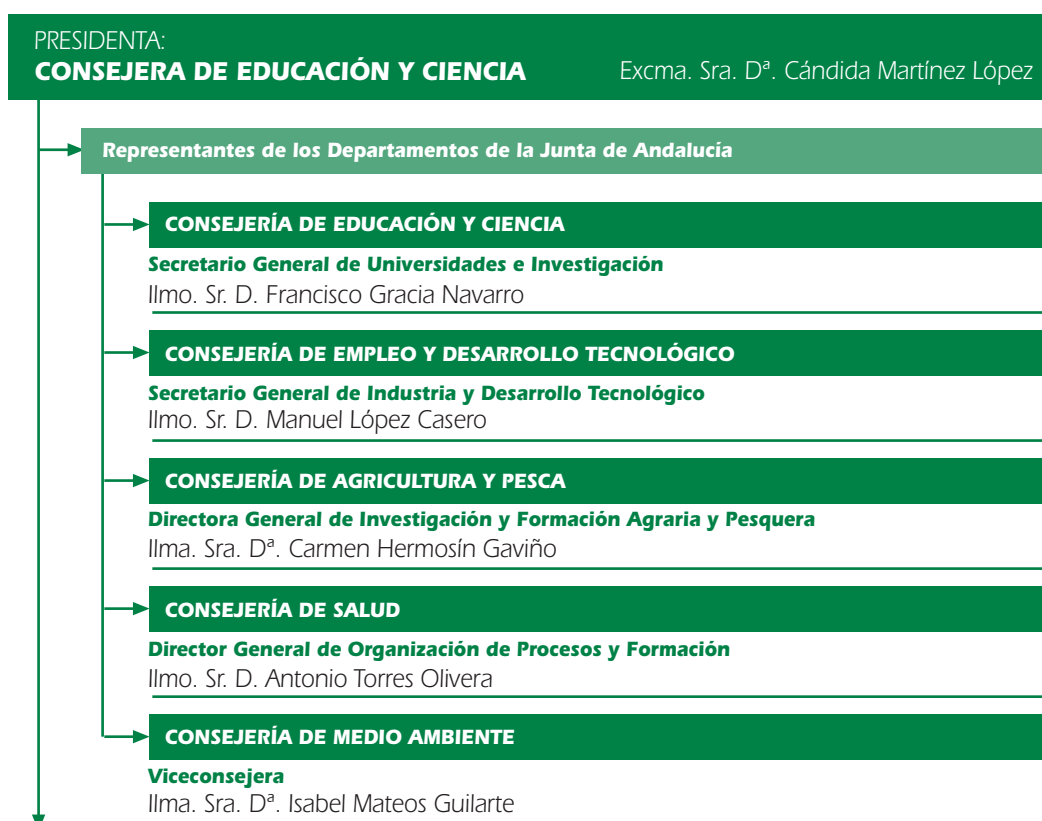 PRESIDENTA:
CONSEJERA DE EDUCACIÓN Y CIENCIA Excma. Sra. Dª. Cándida Martínez López
Representantes de los Departamentos de la Junta de Andalucía
CONSEJERÍA DE EDUCACIÓN Y CIENCIA
Secretario General de Universidades e Investigación
Ilmo. Sr. D. Francisco Gracia Navarro
CONSEJERÍA DE EMPLEO Y DESARROLLO TECNOLÓGICO
Secretario General de Industria y Desarrollo Tecnológico
Ilmo. Sr. D. Manuel López Casero
CONSEJERÍA DE AGRICULTURA Y PESCA
Directora General de Investigación y Formación Agraria y Pesquera
Ilma. Sra. Dª. Carmen Hermosín Gaviño
CONSEJERÍA DE SALUD
Director General de Organización de Procesos y Formación
Ilmo. Sr. D. Antonio Torres Olivera
CONSEJERÍA DE MEDIO AMBIENTE
Viceconsejera
Ilma. Sra. Dª. Isabel Mateos Guilarte